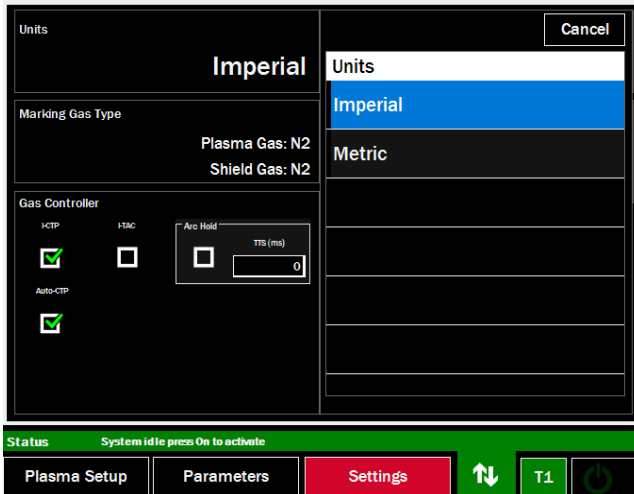 Units
Imperial
Marking Gas Type
Plasma Gas: N2
Shield Gas: N2
Gas Controller
I-CTP
I-TAC
Arc Hold
TTS (ms)
0
Auto-CTP
Cancel
Units
Imperial
Metric
Status System idle press On to activate
Plasma Setup Parameters Settings T1